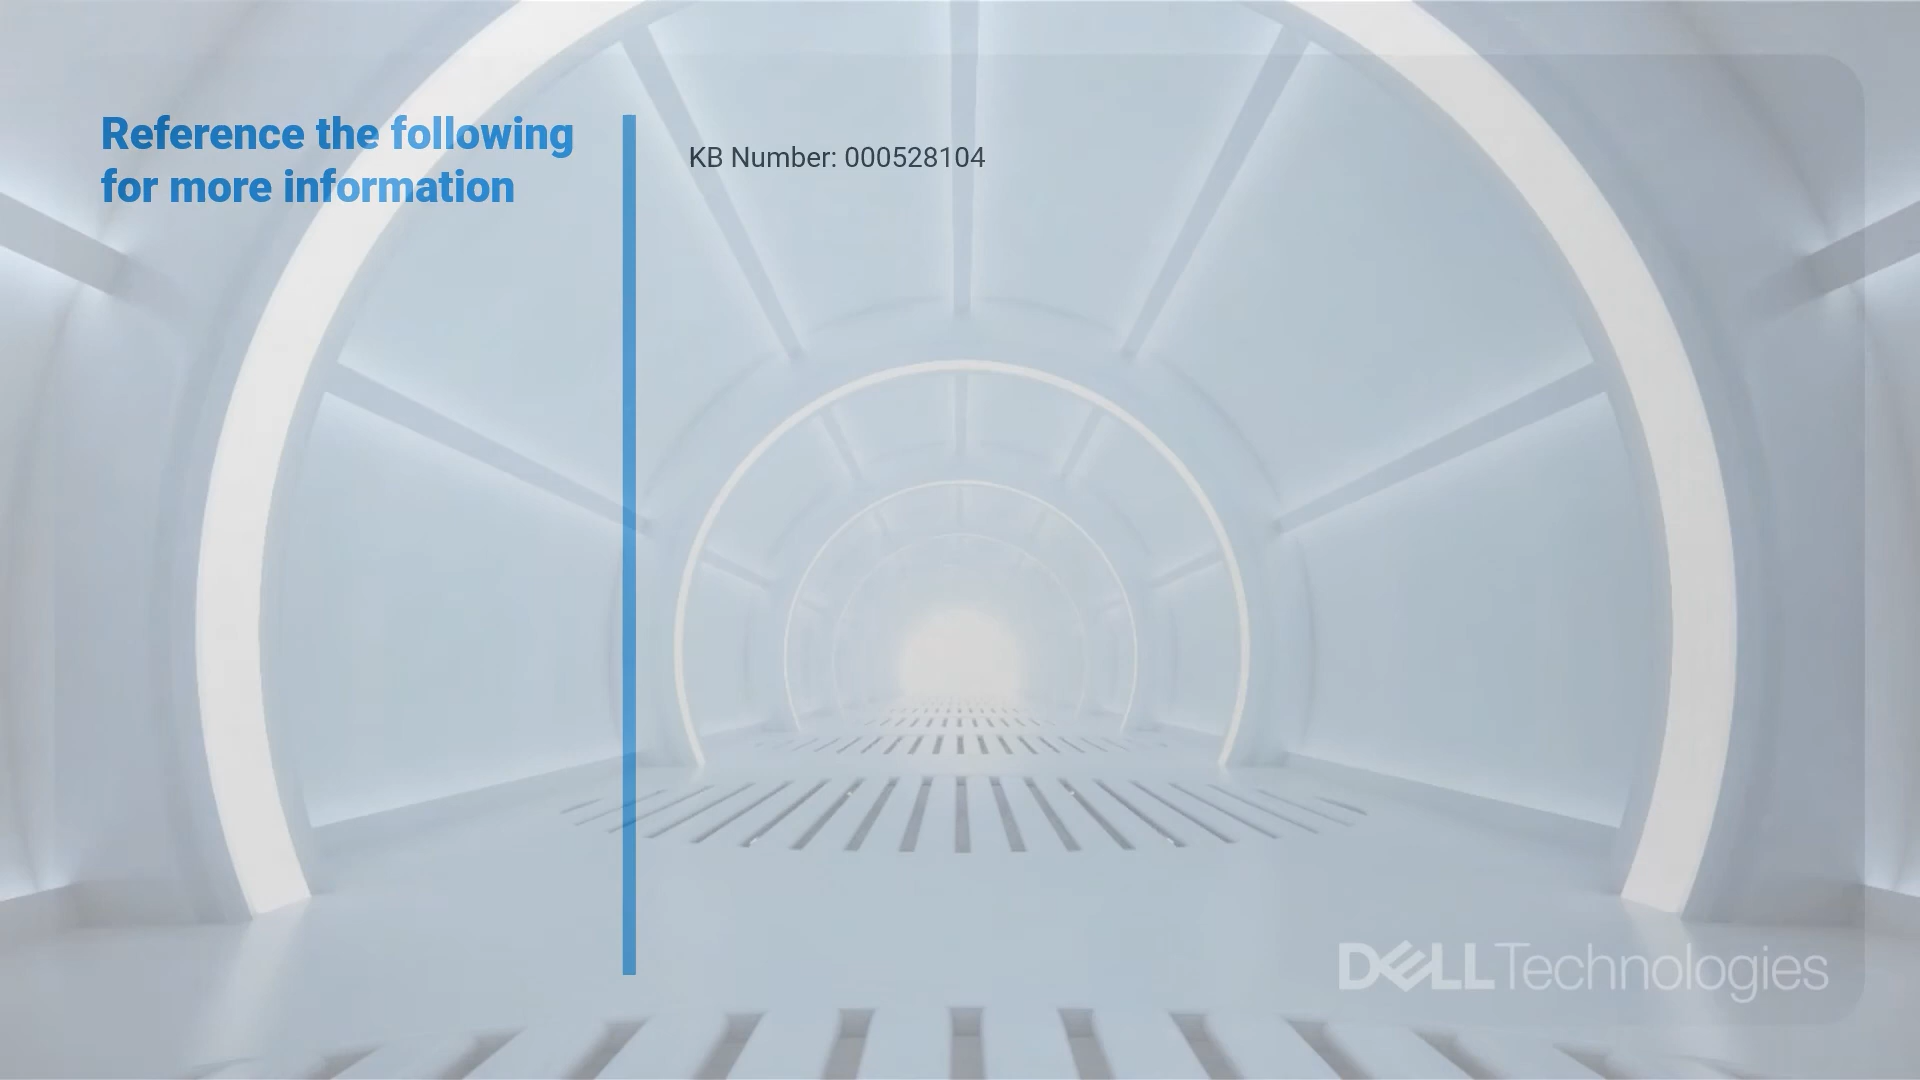 Reference the following
for more information
KB Number: 000528104
DELL Technologies